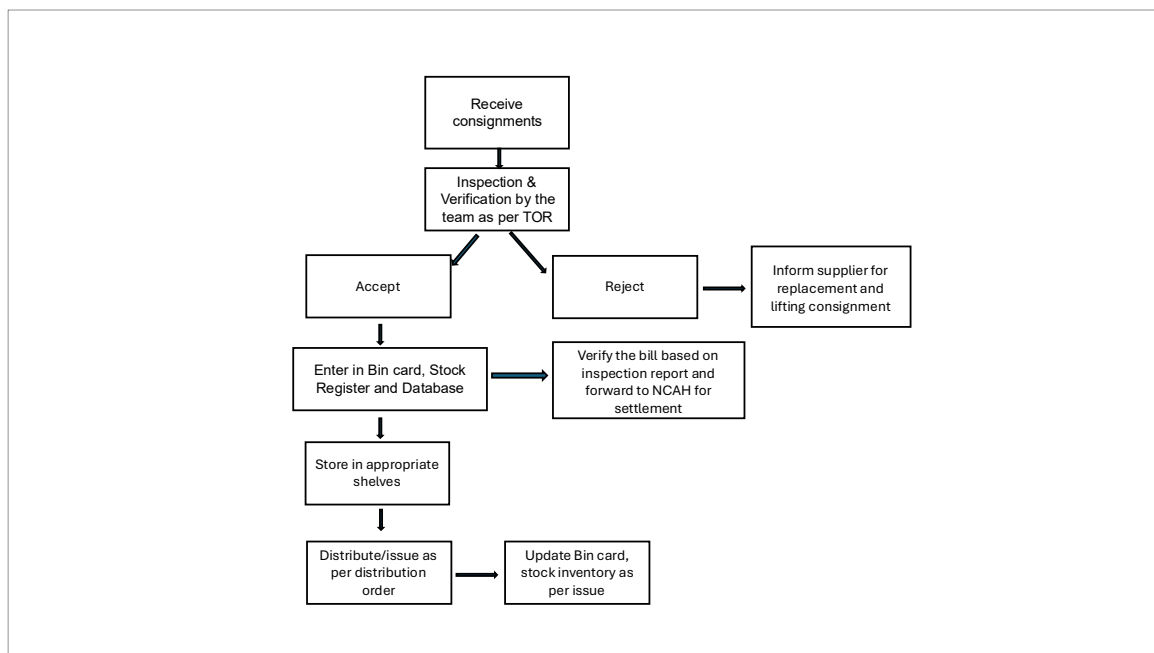 Receive
consignments
Inspection &
Verification by the
team as per TOR
Accept
Reject
Inform supplier for
replacement and
lifting consignment
Enter in Bin card, Stock
Register and Database
Verify the bill based on
inspection report and
forward to NCAH for
settlement
Store in appropriate
shelves
Distribute/issue as
per distribution
order
Update Bin card,
stock inventory as
per issue